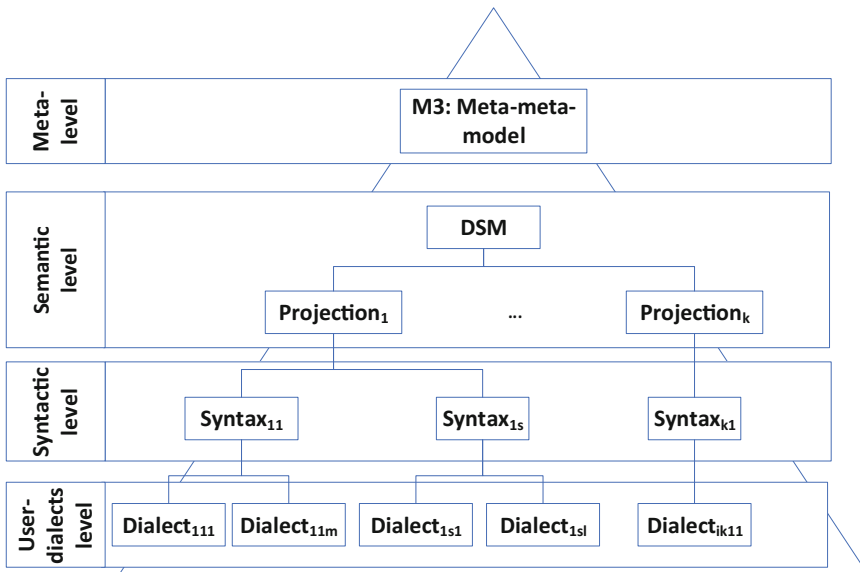 Meta-
level
M3: Meta-meta-
model
Semantic
level
DSM
Projection₁
...
Projectionₖ
Syntactic
level
Syntax₁₁
Syntax₁ₛ
Syntaxₖ₁
User-
dialects
level
Dialect₁₁₁
Dialect₁₁ₘ
Dialect₁ₛ₁
Dialect₁ₛₗ
Dialectᵢₖ₁₁